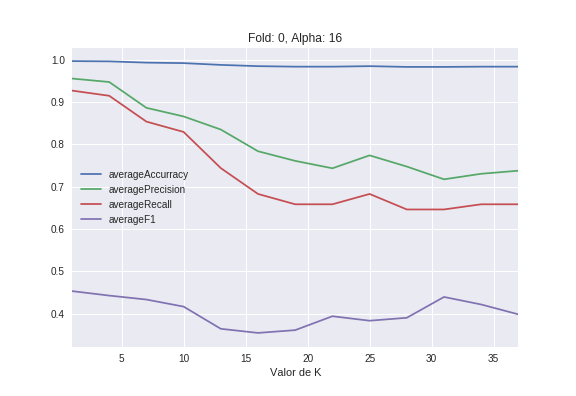 Fold: 0, Alpha: 16
1.0
0.9
0.8
0.7
0.6
0.5
0.4
averageAccurracy
averagePrecision
averageRecall
averageF1
5 10 15 20 25 30 35
Valor de K